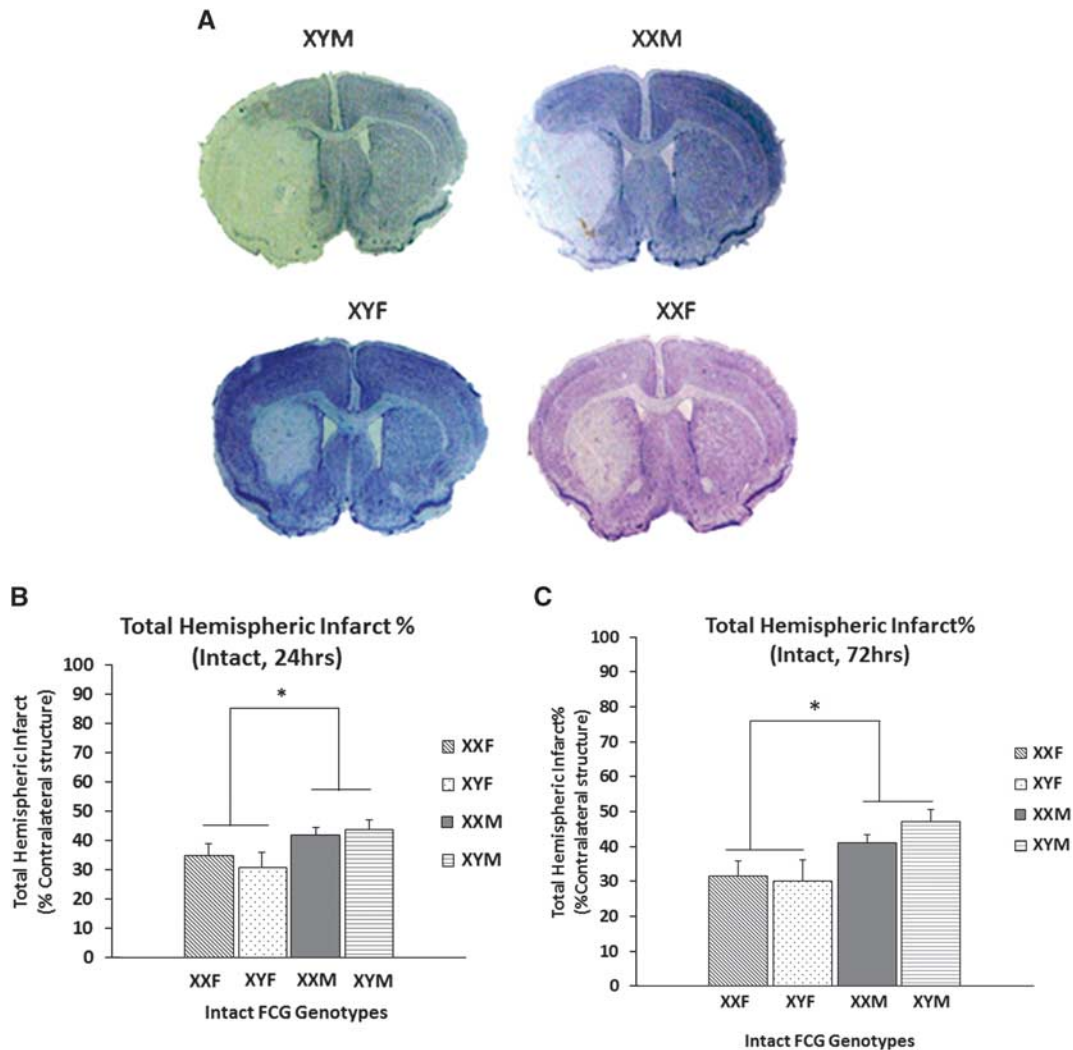 A
XYM
XXM
XYF
XXF
B
Total Hemispheric Infarct %
(Intact, 24hrs)
Total Hemispheric Infarct
(% Contralateral structure)
100
90
80
70
60
50
40
30
20
10
0
*
XXF
XYF
XXM
XYM
XXF
XYF
XXM
XYM
Intact FCG Genotypes
C
Total Hemispheric Infarct%
(Intact, 72hrs)
Total Hemispheric Infarct%
(%Contralateral structure)
100
90
80
70
60
50
40
30
20
10
0
*
XXF
XYF
XXM
XYM
XXF
XYF
XXM
XYM
Intact FCG Genotypes